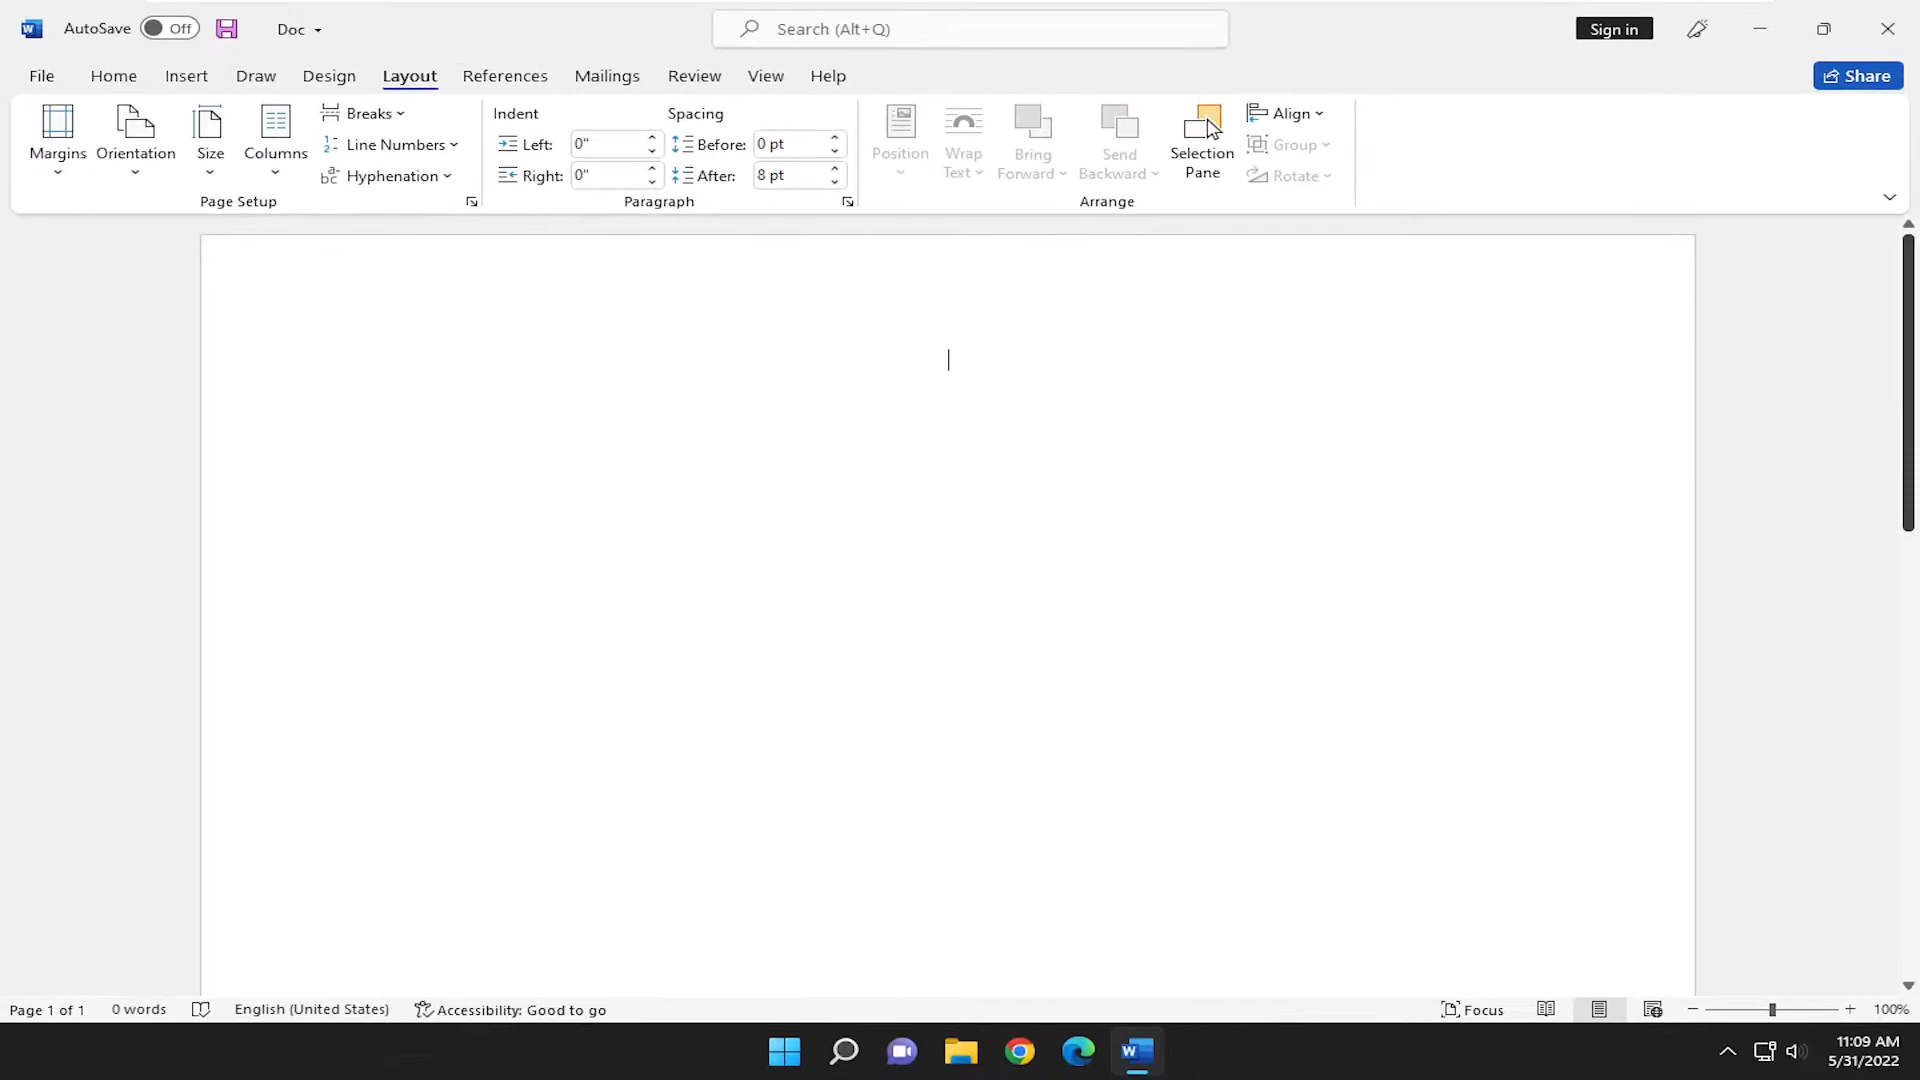 AutoSave Off Doc Search (Alt+Q) Sign in
File Home Insert Draw Design Layout References Mailings Review View Help Share
Margins Orientation Size Columns
Breaks
Line Numbers
Hyphenation
Page Setup
Indent Spacing
Left: 0" Before: 0 pt
Right: 0" After: 8 pt
Paragraph
Position
Wrap
Text
Bring
Forward
Send
Backward
Selection
Pane
Align
Group
Rotate
Arrange
Page 1 of 1 0 words English (United States) Accessibility: Good to go Focus 100%
11:09 AM
5/31/2022